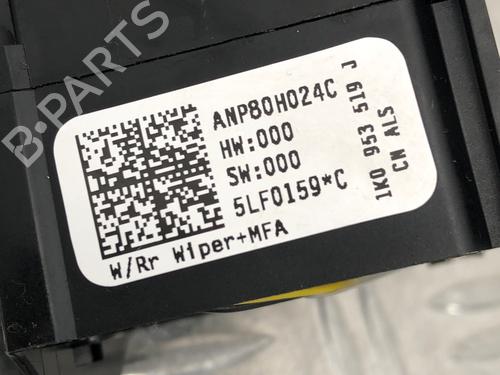 B-PARTS
ANP80H024C
HW:000
SW:000
5LF0159*C
W/Rr Wiper+MFA
1K0 953 519 J
CN ALS